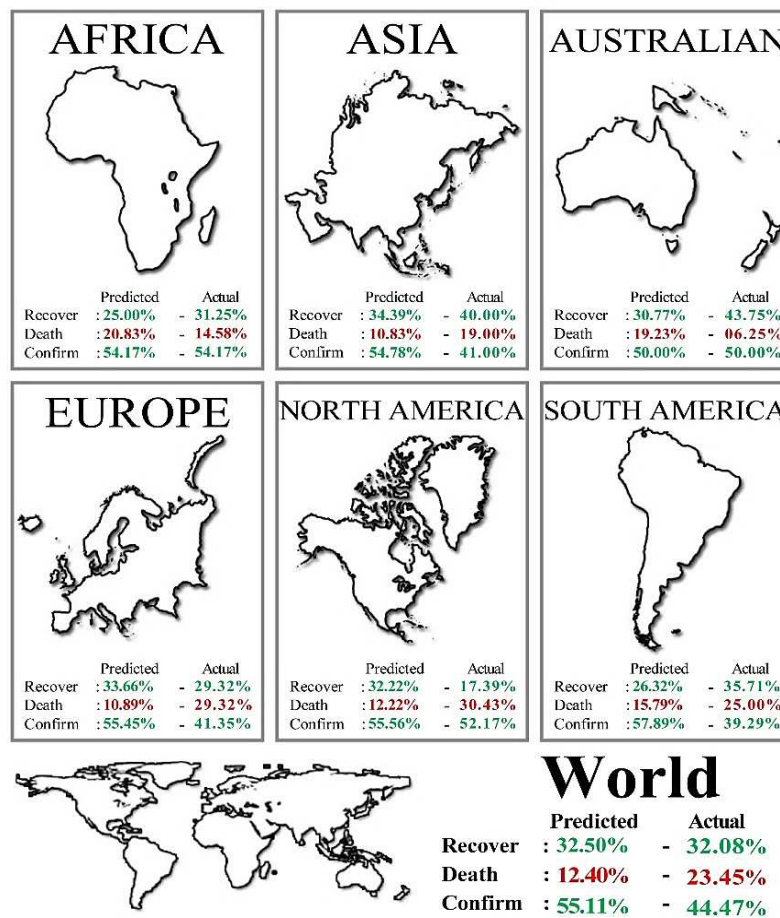 AFRICA
Predicted Actual
Recover :25.00% - 31.25%
Death :20.83% - 14.58%
Confirm :54.17% - 54.17%
ASIA
Predicted Actual
Recover :34.39% - 40.00%
Death :10.83% - 19.00%
Confirm :54.78% - 41.00%
AUSTRALIAN
Predicted Actual
Recover :30.77% - 43.75%
Death :19.23% - 06.25%
Confirm :50.00% - 50.00%
EUROPE
Predicted Actual
Recover :33.66% - 29.32%
Death :10.89% - 29.32%
Confirm :55.45% - 41.35%
NORTH AMERICA
Predicted Actual
Recover :32.22% - 17.39%
Death :12.22% - 30.43%
Confirm :55.56% - 52.17%
SOUTH AMERICA
Predicted Actual
Recover :26.32% - 35.71%
Death :15.79% - 25.00%
Confirm :57.89% - 39.29%
World
Predicted Actual
Recover : 32.50% - 32.08%
Death : 12.40% - 23.45%
Confirm : 55.11% - 44.47%